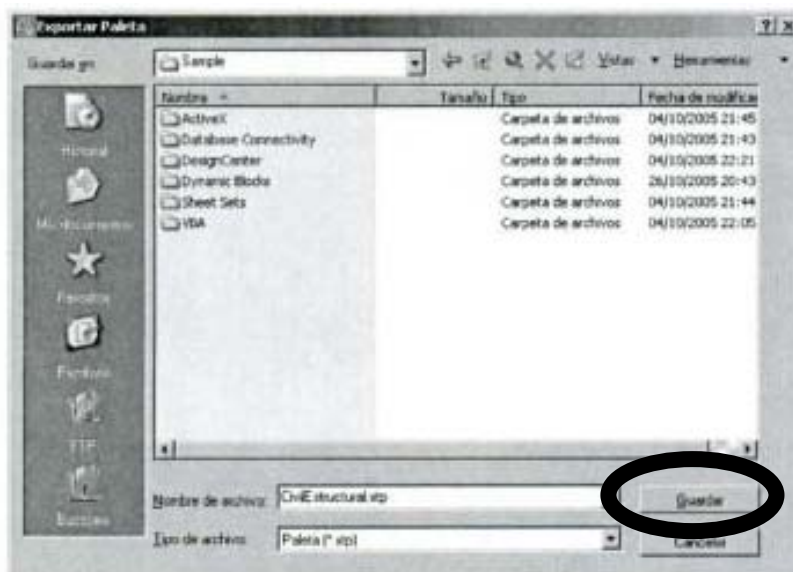 Exportar Paleta
Guardar en: Sample Vistas Herramientas
Nombre Tamaño Tipo Fecha de modificac
ActiveX Carpeta de archivos 04/10/2005 21:45
Database Connectivity Carpeta de archivos 04/10/2005 21:43
DesignCenter Carpeta de archivos 04/10/2005 22:21
Dynamic Blocks Carpeta de archivos 26/10/2005 20:43
Sheet Sets Carpeta de archivos 04/10/2005 21:44
VBA Carpeta de archivos 04/10/2005 22:05
Historial
Mis documentos
Favoritos
Escritorio
FTP
Buzzsaw
Nombre de archivo: CivilEstructural.xtp Guardar
Tipo de archivo: Paleta (*.xtp) Cancelar